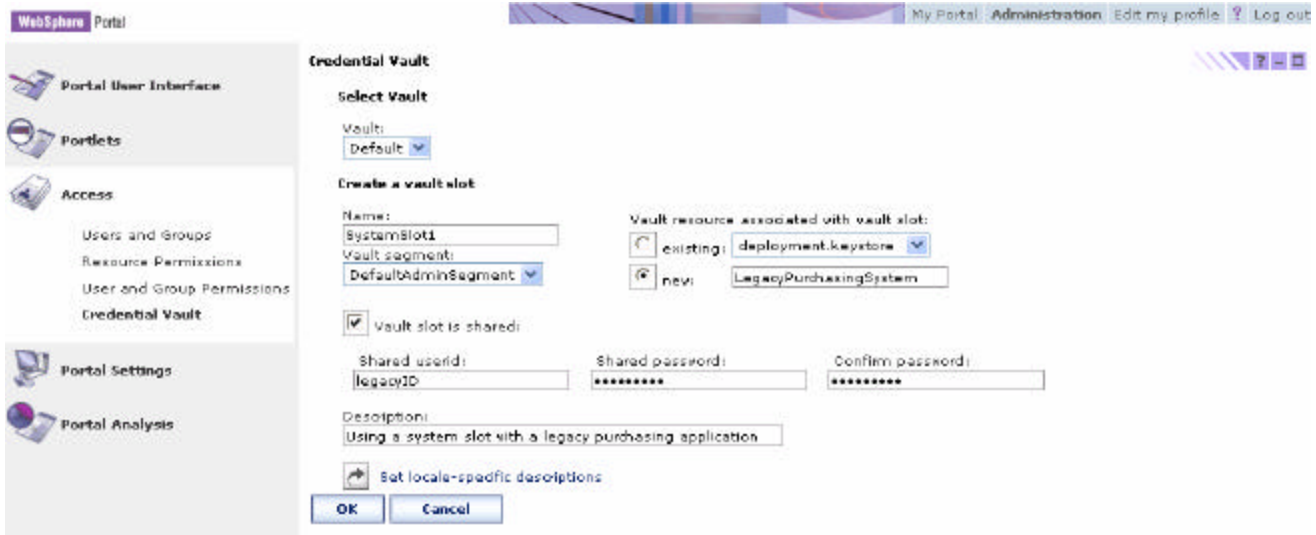 WebSphere Portal
My Portal Administration Edit my profile ? Log out
Portal User Interface
Portlets
Access
Users and Groups
Resource Permissions
User and Group Permissions
Credential Vault
Portal Settings
Portal Analysis
Credential Vault
?
Select Vault
Vault:
Default
Create a vault slot
Name:
SystemSlot1
Vault segment:
DefaultAdminSegment
Vault resource associated with vault slot:
existing: deployment.keystore
new: LegacyPurchasingSystem
Vault slot is shared:
Shared userid: Shared password: Confirm password:
legacyID ••••••••• •••••••••
Description:
Using a system slot with a legacy purchasing application
Set locale-specific descriptions
OK Cancel